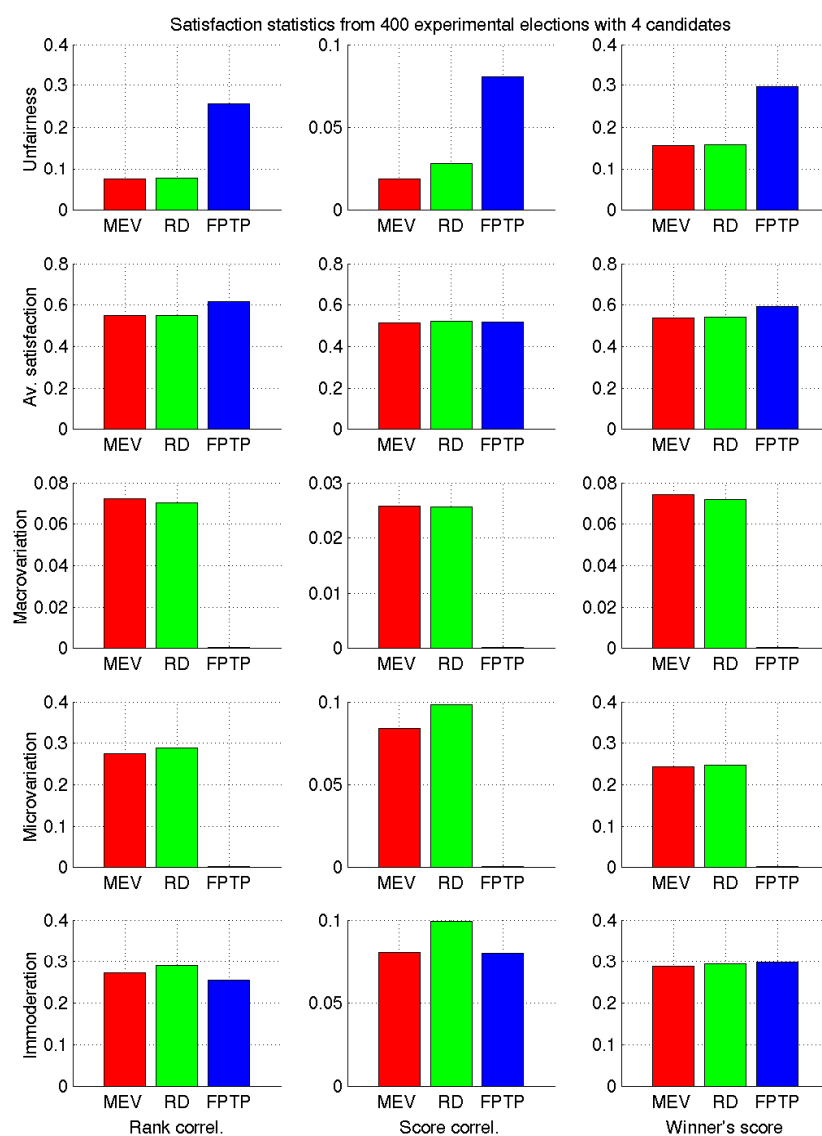 Satisfaction statistics from 400 experimental elections with 4 candidates
Unfairness
0.4
0.3
0.2
0.1
0
MEV RD FPTP
0.1
0.05
0
MEV RD FPTP
0.4
0.3
0.2
0.1
0
MEV RD FPTP
Av. satisfaction
0.8
0.6
0.4
0.2
0
MEV RD FPTP
0.8
0.6
0.4
0.2
0
MEV RD FPTP
0.8
0.6
0.4
0.2
0
MEV RD FPTP
Macrovariation
0.08
0.06
0.04
0.02
0
MEV RD FPTP
0.03
0.02
0.01
0
MEV RD FPTP
0.08
0.06
0.04
0.02
0
MEV RD FPTP
Microvariation
0.4
0.3
0.2
0.1
0
MEV RD FPTP
0.1
0.05
0
MEV RD FPTP
0.4
0.3
0.2
0.1
0
MEV RD FPTP
Immoderation
0.4
0.3
0.2
0.1
0
MEV RD FPTP
Rank correl.
0.1
0.05
0
MEV RD FPTP
Score correl.
0.4
0.3
0.2
0.1
0
MEV RD FPTP
Winner's score